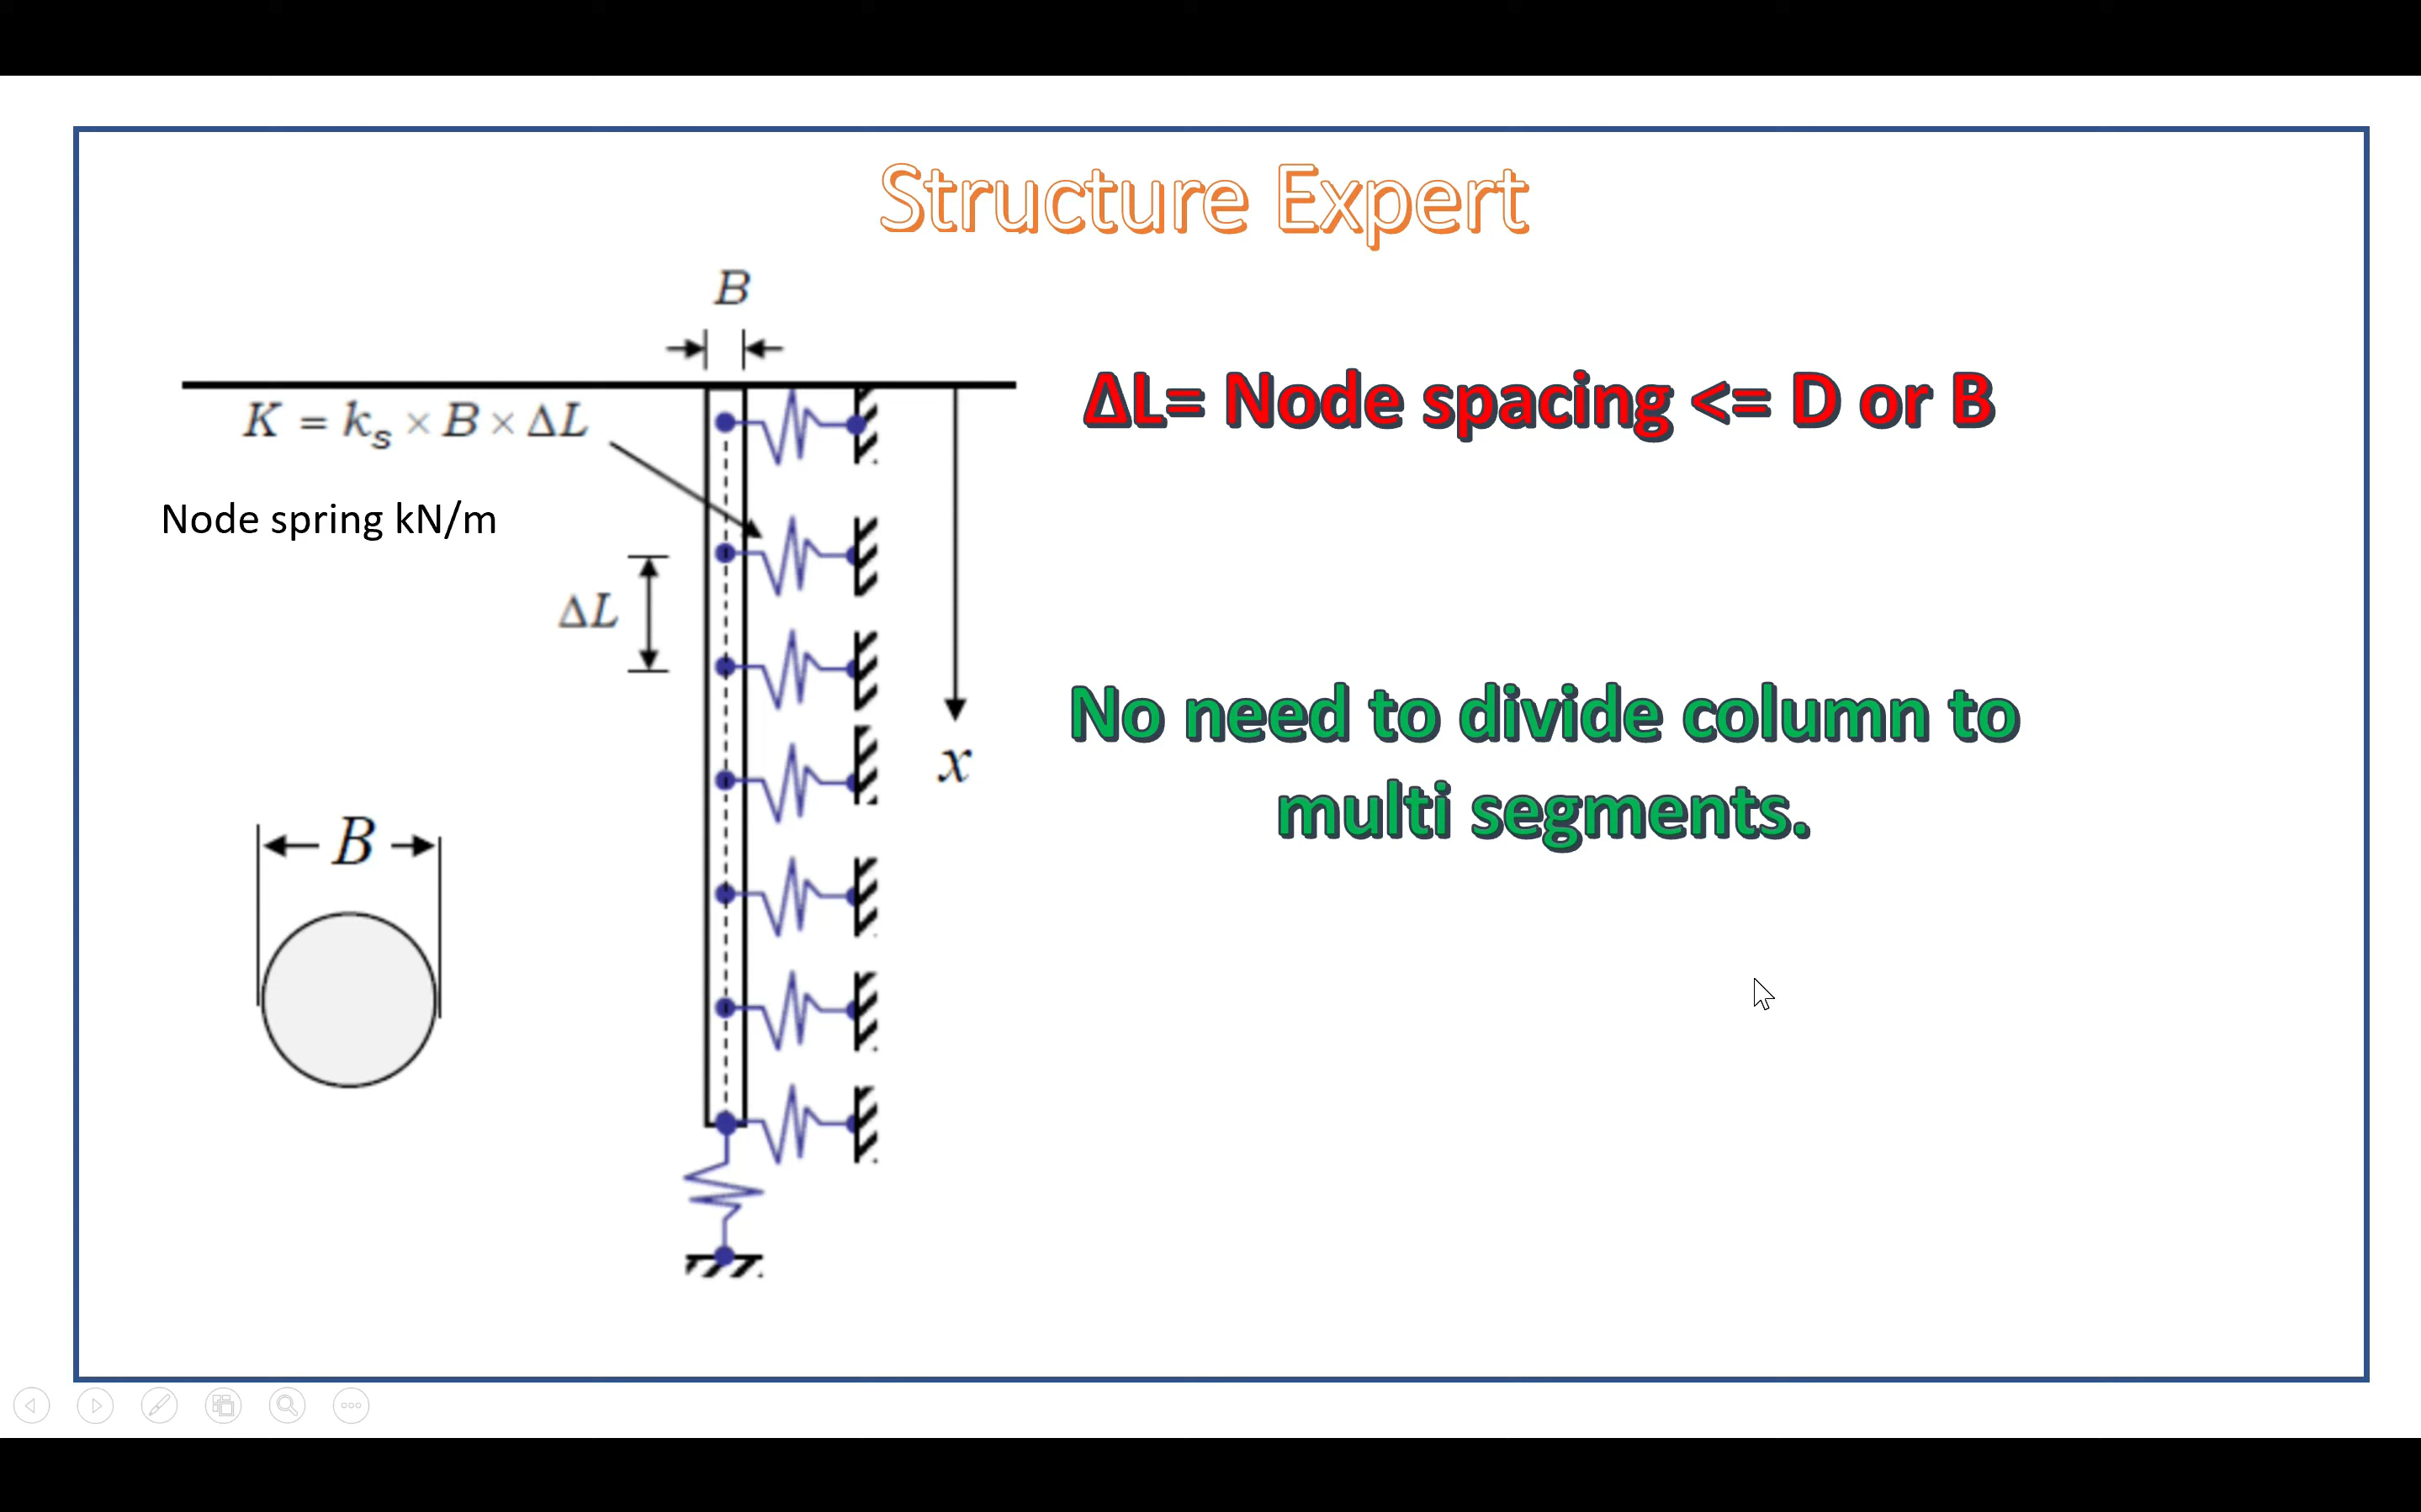 Structure Expert
B
K = kₛ × B × ΔL
ΔL= Node spacing <= D or B
Node spring kN/m
ΔL
No need to divide column to
multi segments.
x
B